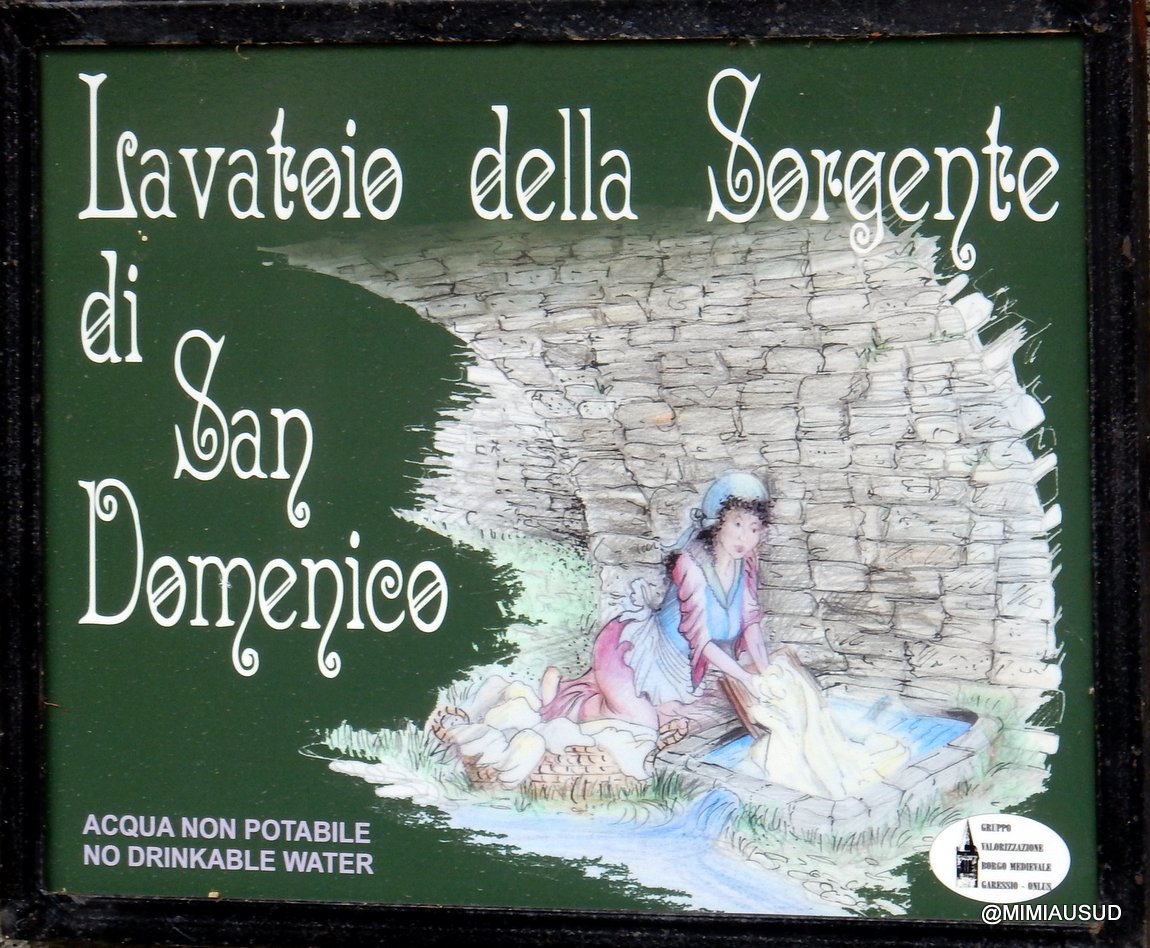 Lavatoio della Sorgente
di
San
Domenico
ACQUA NON POTABILE
NO DRINKABLE WATER
GRUPPO
VALORIZZAZIONE
BORGO MEDIEVALE
GARESSIO - ONLUS
@MIMIAUSUD